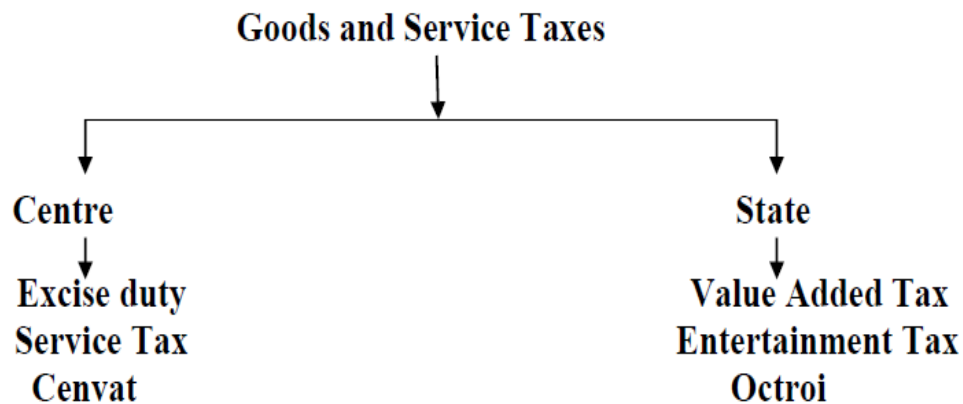 Goods and Service Taxes
Centre
State
Excise duty
Service Tax
Cenvat
Value Added Tax
Entertainment Tax
Octroi